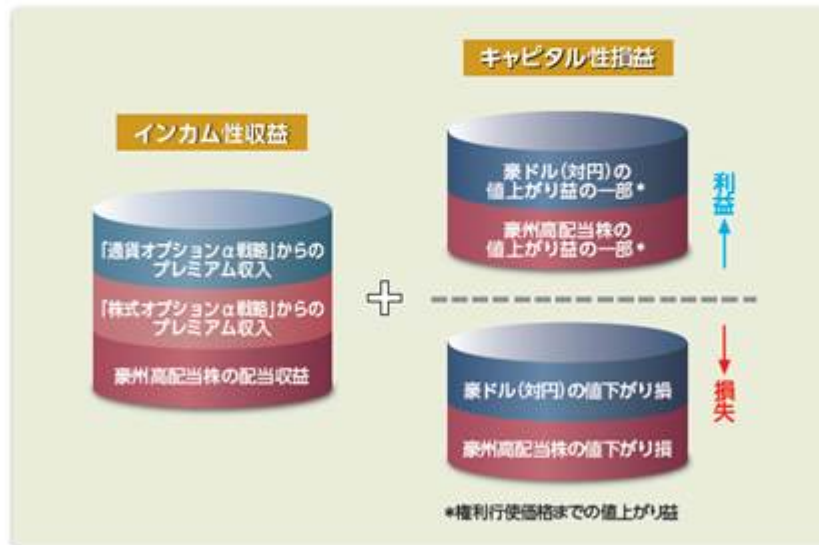 キャピタル性損益
インカム性収益
豪ドル(対円)の
値上がり益の一部*
豪州高配当株の
値上がり益の一部*
利益
「通貨オプションα戦略」からの
プレミアム収入
「株式オプションα戦略」からの
プレミアム収入
豪州高配当株の配当収益
+
豪ドル(対円)の値下がり損
豪州高配当株の値下がり損
損失
*権利行使価格までの値上がり益